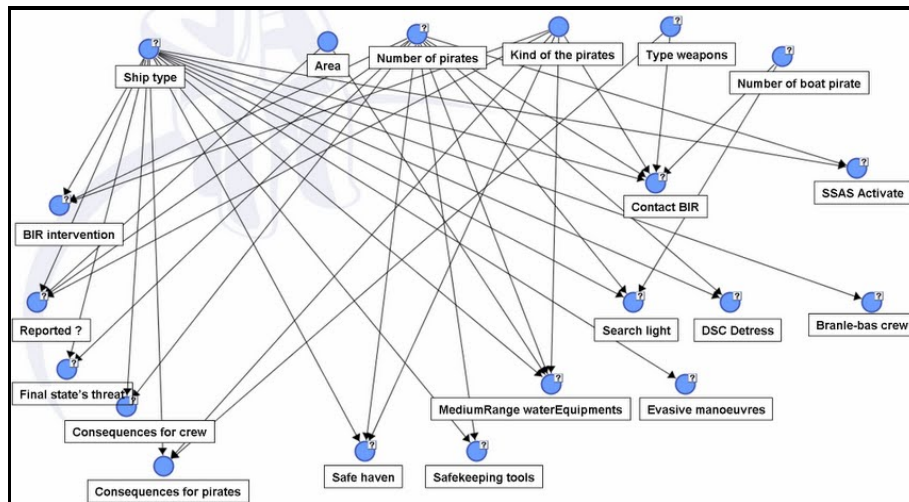 Ship type
Area
Number of pirates
Kind of the pirates
Type weapons
Number of boat pirate
SSAS Activate
Contact BIR
BIR intervention
Reported ?
Search light
DSC Detress
Branle-bas crew
Final state's threat
MediumRange waterEquipments
Evasive manoeuvres
Consequences for crew
Safe haven
Safekeeping tools
Consequences for pirates